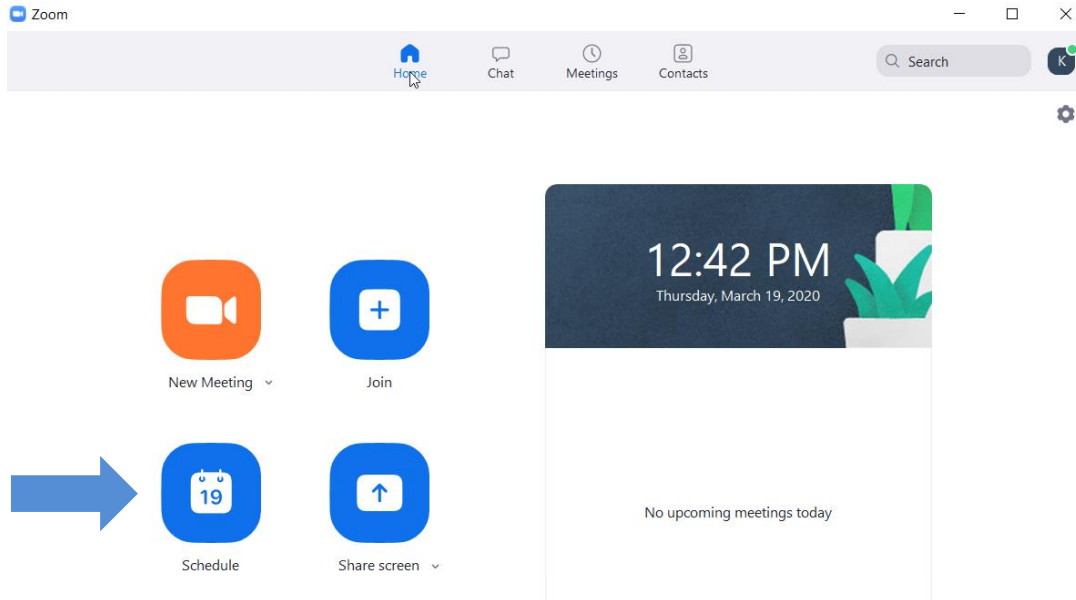 Zoom
Home
Chat
Meetings
Contacts
Search
K
12:42 PM
Thursday, March 19, 2020
New Meeting
Join
19
Schedule
Share screen
No upcoming meetings today